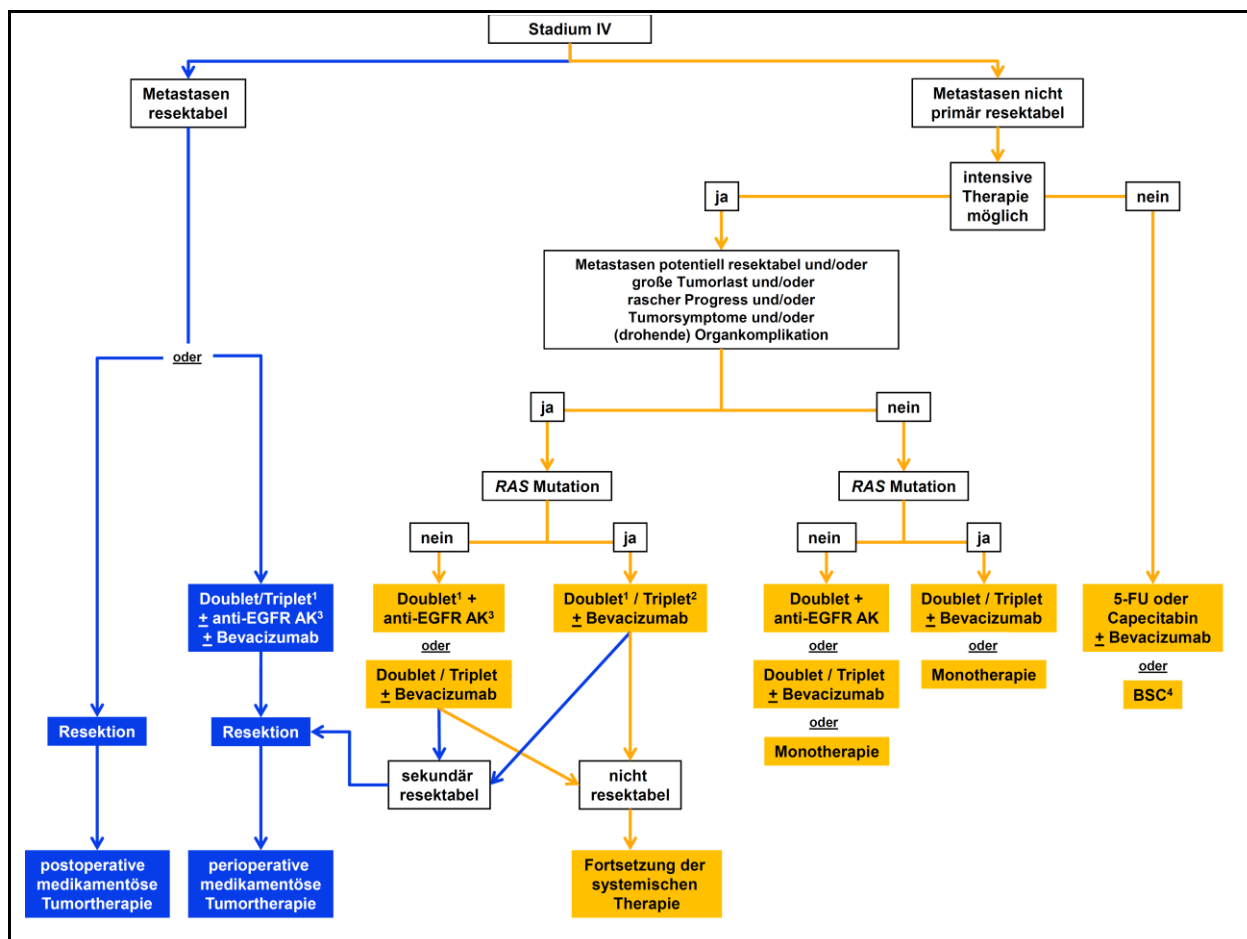 Stadium IV
Metastasen
resektabel
Metastasen nicht
primär resektabel
intensive
Therapie
möglich
ja
nein
Metastasen potentiell resektabel und/oder
große Tumorlast und/oder
rascher Progress und/oder
Tumorsymptome und/oder
(drohende) Organkomplikation
oder
ja
nein
RAS Mutation
RAS Mutation
nein
ja
nein
ja
Doublet/Triplet¹
± anti-EGFR AK³
± Bevacizumab
Doublet¹ +
anti-EGFR AK³
oder
Doublet / Triplet
± Bevacizumab
Doublet¹ / Triplet²
± Bevacizumab
Doublet +
anti-EGFR AK
oder
Doublet / Triplet
± Bevacizumab
oder
Monotherapie
Doublet / Triplet
± Bevacizumab
oder
Monotherapie
5-FU oder
Capecitabin
± Bevacizumab
oder
BSC⁴
Resektion
Resektion
sekundär
resektabel
nicht
resektabel
postoperative
medikamentöse
Tumortherapie
perioperative
medikamentöse
Tumortherapie
Fortsetzung der
systemischen
Therapie